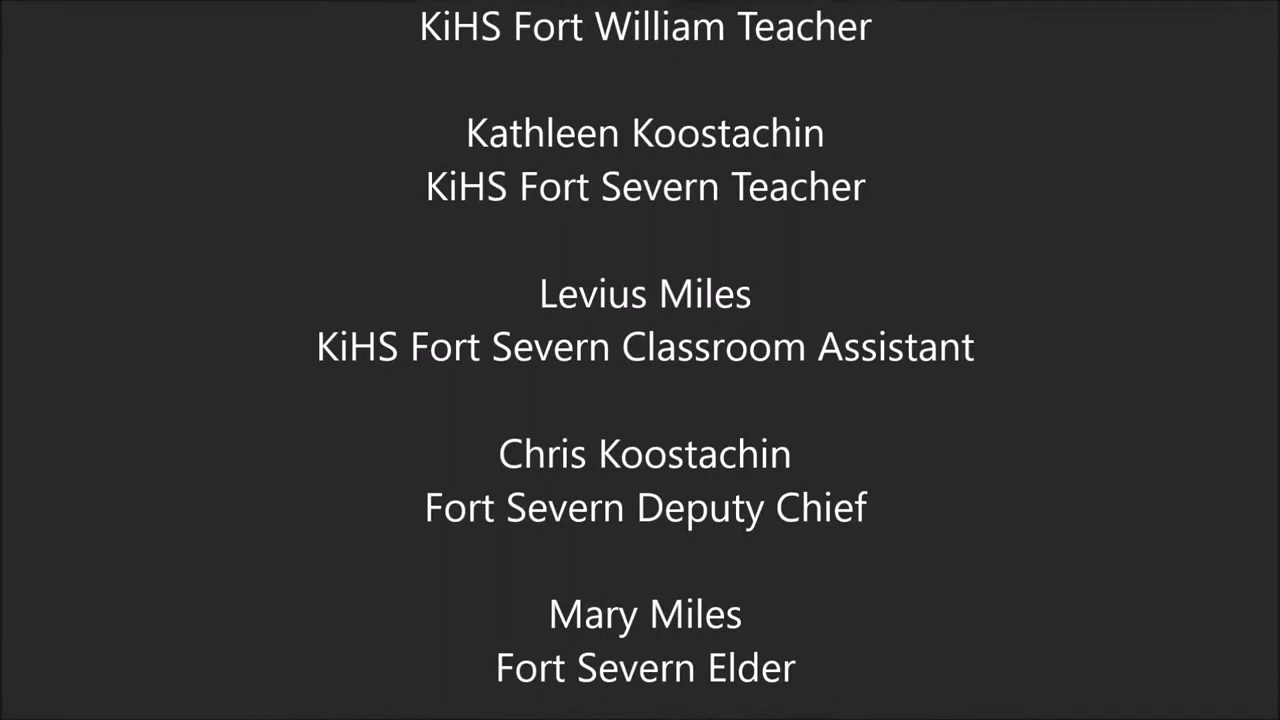 KiHS Fort William Teacher
Kathleen Koostachin
KiHS Fort Severn Teacher
Levius Miles
KiHS Fort Severn Classroom Assistant
Chris Koostachin
Fort Severn Deputy Chief
Mary Miles
Fort Severn Elder